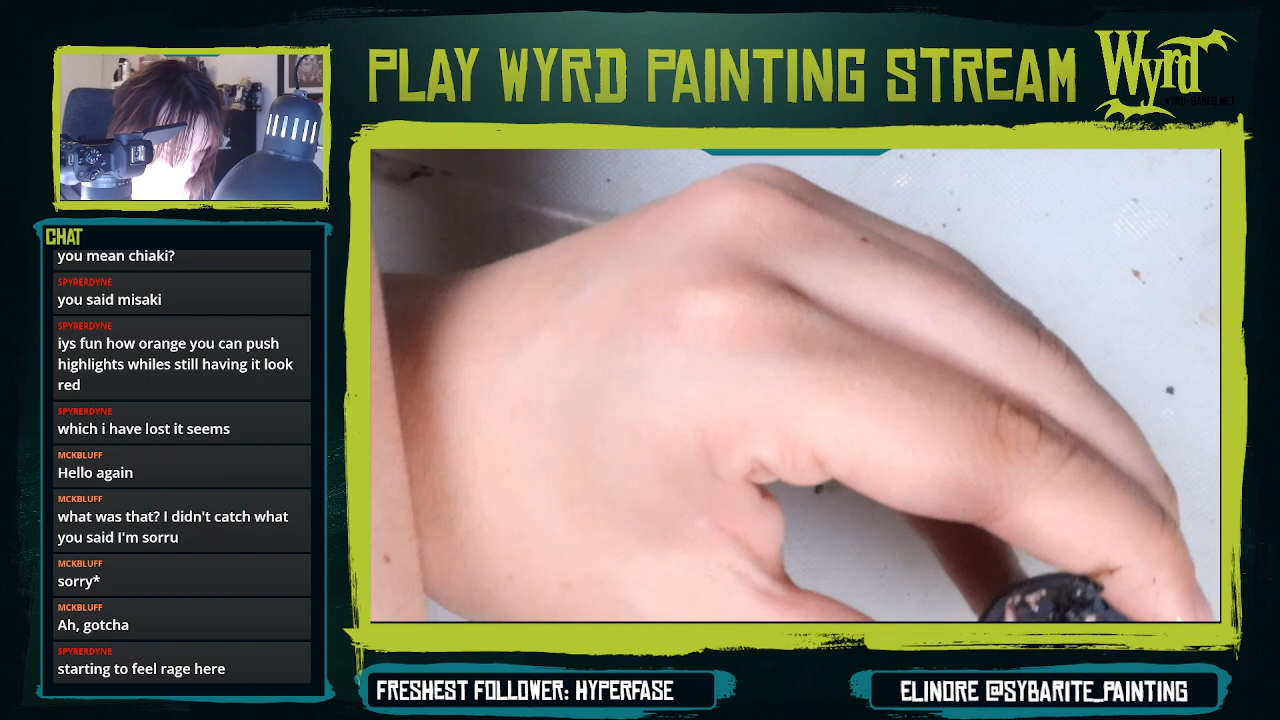 PLAY WYRD PAINTING STREAM
Wyrd
WYRD-GAMES.NET
CHAT
you mean chiaki?
SPYRERDYNE
you said misaki
SPYRERDYNE
iys fun how orange you can push
highlights whiles still having it look
red
SPYRERDYNE
which i have lost it seems
MCKBLUFF
Hello again
MCKBLUFF
what was that? I didn't catch what
you said I'm sorru
MCKBLUFF
sorry*
MCKBLUFF
Ah, gotcha
SPYRERDYNE
starting to feel rage here
FRESHEST FOLLOWER: HYPERFASE
ELINORE @SYBARITE_PAINTING